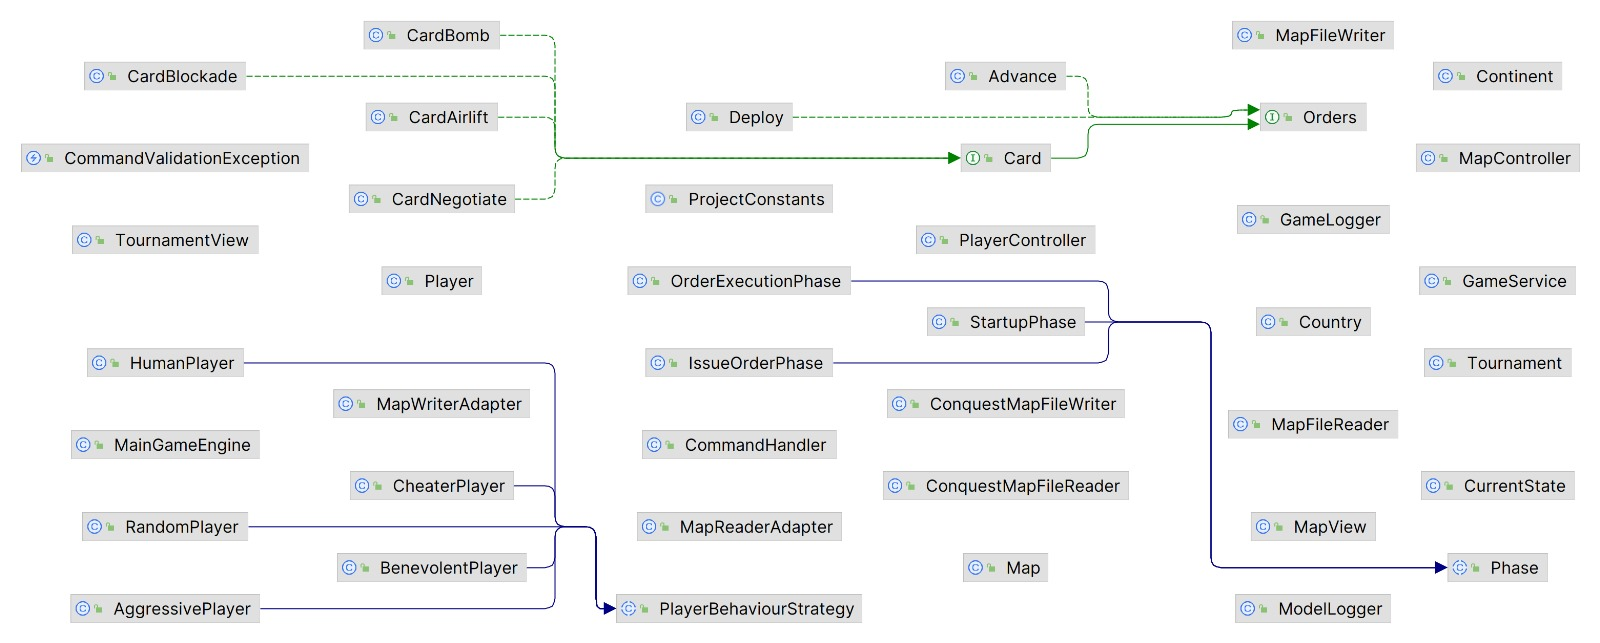 CardBomb
MapFileWriter
CardBlockade
Advance
Continent
CardAirlift
Deploy
Orders
CommandValidationException
Card
MapController
CardNegotiate
ProjectConstants
GameLogger
TournamentView
PlayerController
Player
OrderExecutionPhase
GameService
StartupPhase
Country
HumanPlayer
IssueOrderPhase
Tournament
MapWriterAdapter
ConquestMapFileWriter
MapFileReader
MainGameEngine
CommandHandler
CheaterPlayer
ConquestMapFileReader
CurrentState
RandomPlayer
MapReaderAdapter
MapView
BenevolentPlayer
Map
Phase
AggressivePlayer
PlayerBehaviourStrategy
ModelLogger